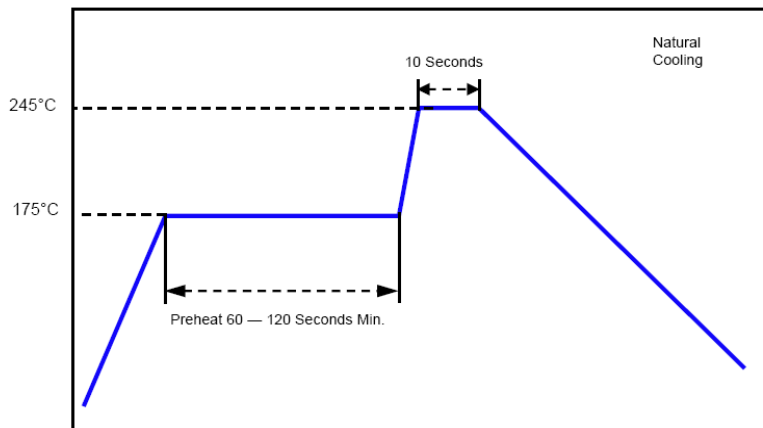 Natural
Cooling
10 Seconds
245°C
175°C
Preheat 60 — 120 Seconds Min.